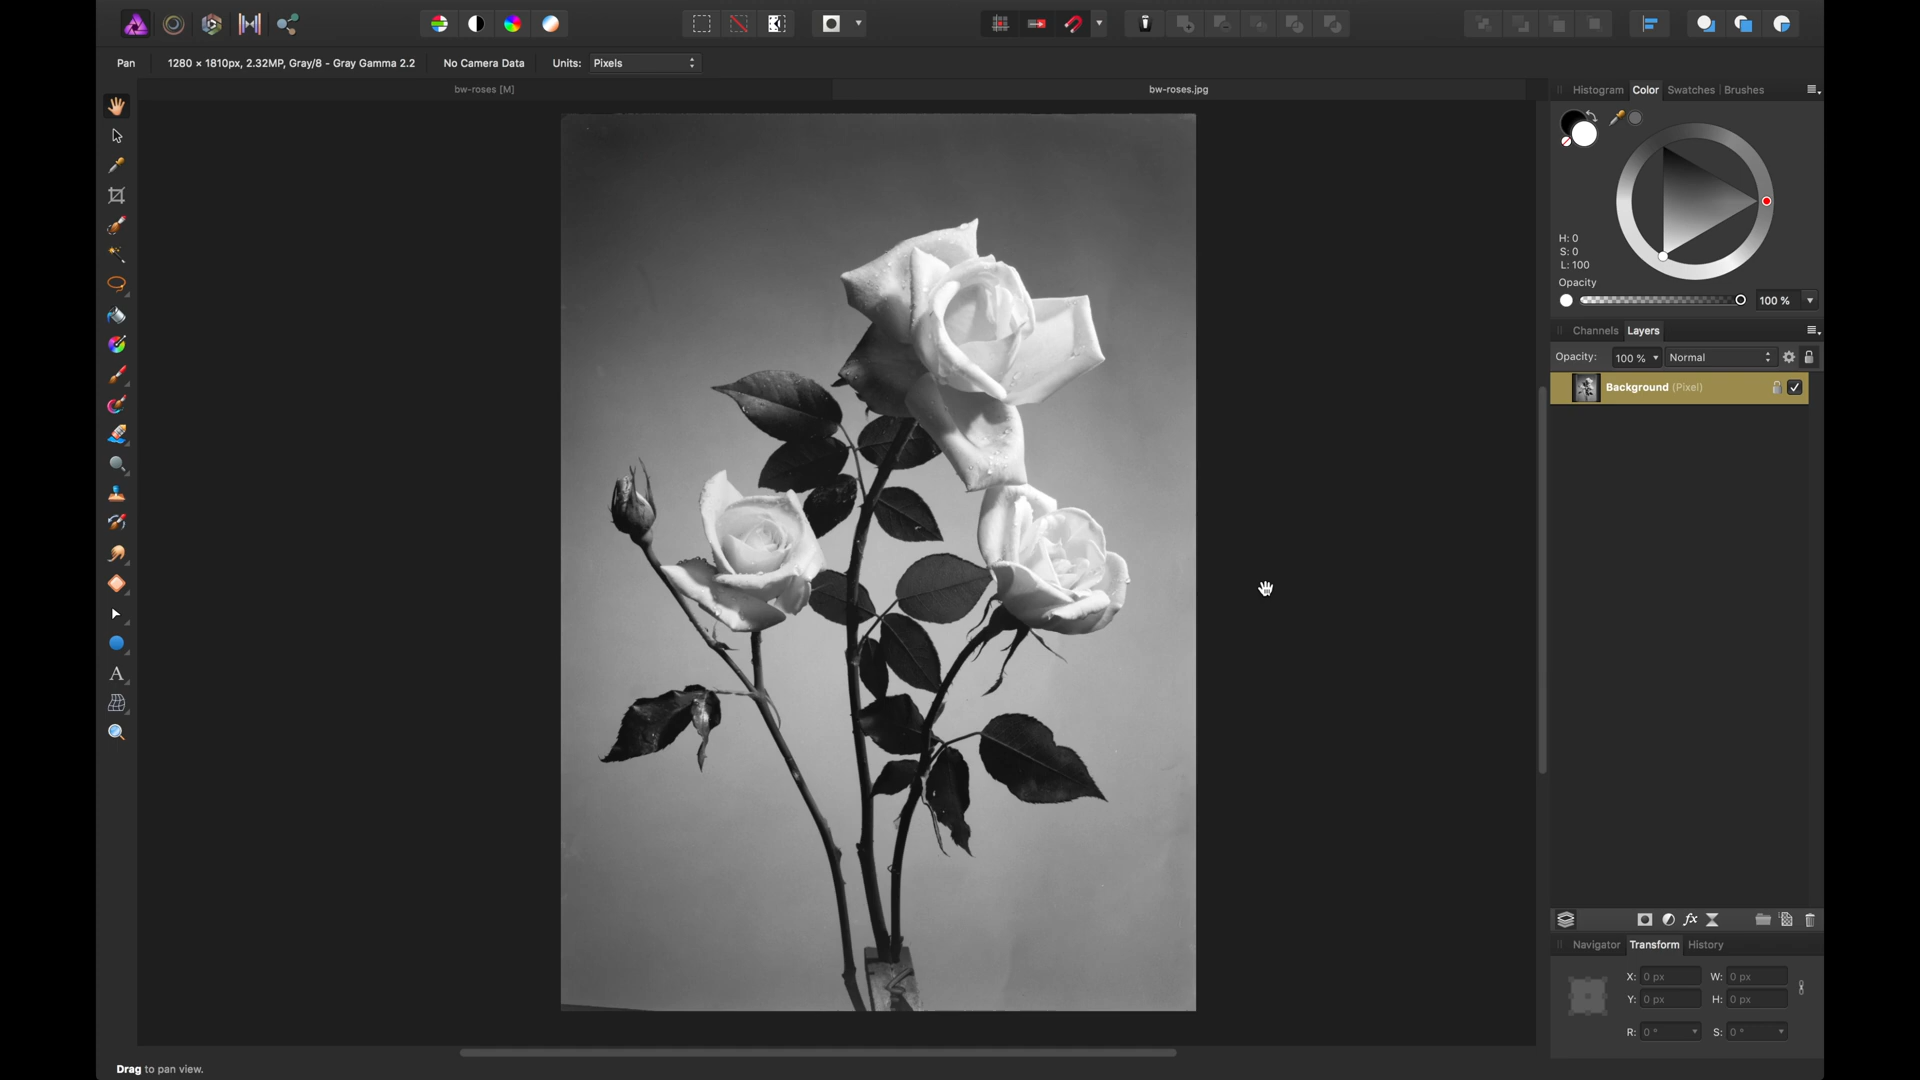 Pan
1280 × 1810px, 2.32MP, Gray/8 - Gray Gamma 2.2
No Camera Data
Units:
Pixels
bw-roses [M]
bw-roses.jpg
Histogram
Color
Swatches
Brushes
H: 0
S: 0
L: 100
Opacity
100 %
Channels
Layers
Opacity:
100 %
Normal
Background (Pixel)
Navigator
Transform
History
X: 0 px
W: 0 px
Y: 0 px
H: 0 px
R: 0 °
S: 0 °
Drag to pan view.